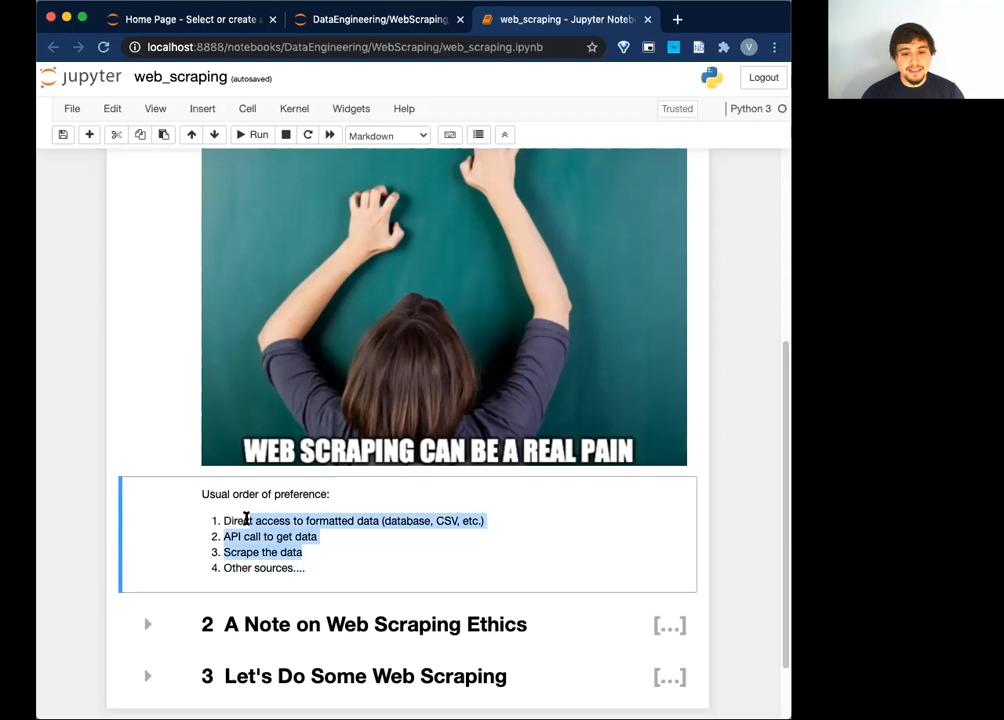 Home Page - Select or create a
DataEngineering/WebScraping
web_scraping - Jupyter Noteb
localhost:8888/notebooks/DataEngineering/WebScraping/web_scraping.ipynb
V
jupyter web_scraping (autosaved)
Logout
File Edit View Insert Cell Kernel Widgets Help
Trusted
Python 3
Run
Markdown
WEB SCRAPING CAN BE A REAL PAIN
Usual order of preference:
1. Direct access to formatted data (database, CSV, etc.)
2. API call to get data
3. Scrape the data
4. Other sources....
2 A Note on Web Scraping Ethics
[...]
3 Let's Do Some Web Scraping
[...]